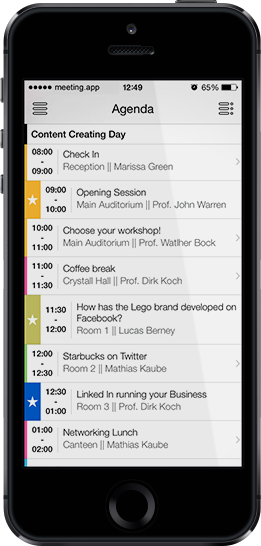 meeting.app 12:49 65%
Agenda
Content Creating Day
08:00 - 09:00
Check In
Reception || Marissa Green
09:00 - 10:00
Opening Session
Main Auditorium || Prof. John Warren
10:00 - 11:00
Choose your workshop!
Main Auditorium || Prof. Watlher Bock
11:00 - 11:30
Coffee break
Crystall Hall || Prof. Dirk Koch
11:30 - 12:00
How has the Lego brand developed on
Facebook?
Room 1 || Lucas Berney
12:00 - 12:30
Starbucks on Twitter
Room 2 || Mathias Kaube
12:30 - 01:00
Linked In running your Business
Room 3 || Prof. Dirk Koch
01:00 - 02:00
Networking Lunch
Canteen || Mathias Kaube